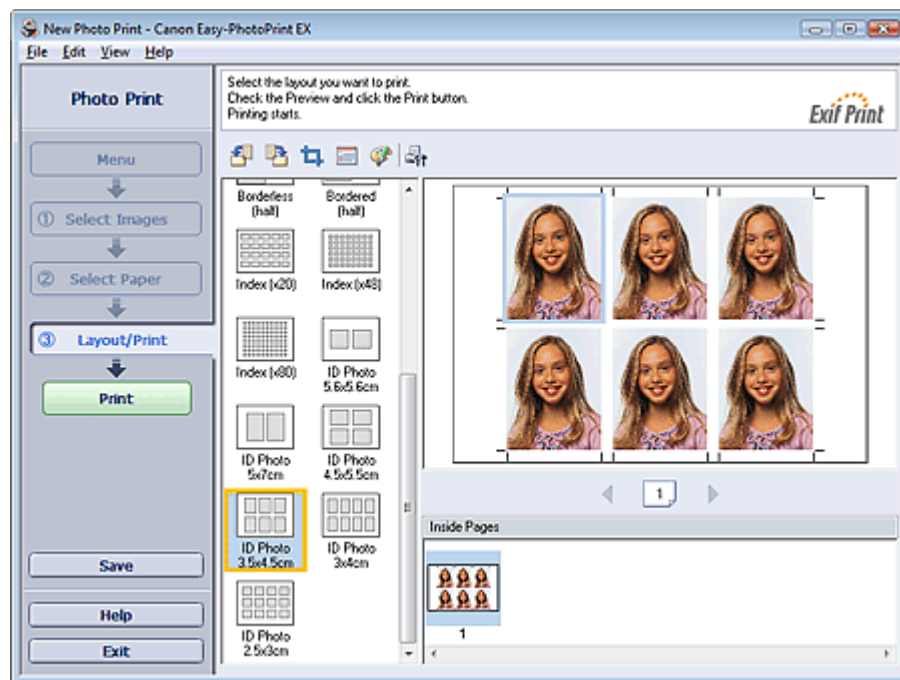 New Photo Print - Canon Easy-PhotoPrint EX
File Edit View Help
Photo Print
Select the layout you want to print.
Check the Preview and click the Print button.
Printing starts.
Exif Print
Menu
① Select Images
② Select Paper
③ Layout/Print
Print
Save
Help
Exit
Borderless Bordered
(half) (half)
Index (x20) Index (x48)
Index (x80) ID Photo
5.6x5.6cm
ID Photo ID Photo
5x7cm 4.5x5.5cm
ID Photo ID Photo
3.5x4.5cm 3x4cm
ID Photo
2.5x3cm
1
Inside Pages
1